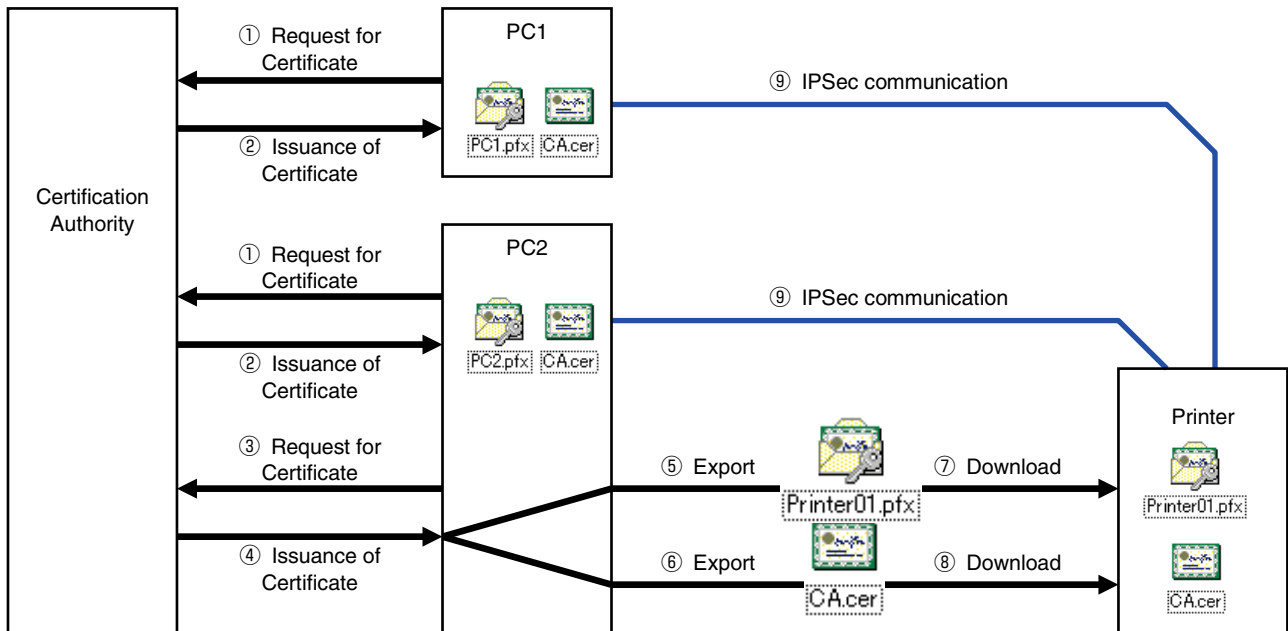 Certification
Authority
① Request for
Certificate
② Issuance of
Certificate
PC1
PC1.pfx
CA.cer
⑨ IPSec communication
① Request for
Certificate
② Issuance of
Certificate
PC2
PC2.pfx
CA.cer
⑨ IPSec communication
③ Request for
Certificate
④ Issuance of
Certificate
⑤ Export
Printer01.pfx
⑦ Download
⑥ Export
CA.cer
⑧ Download
Printer
Printer01.pfx
CA.cer